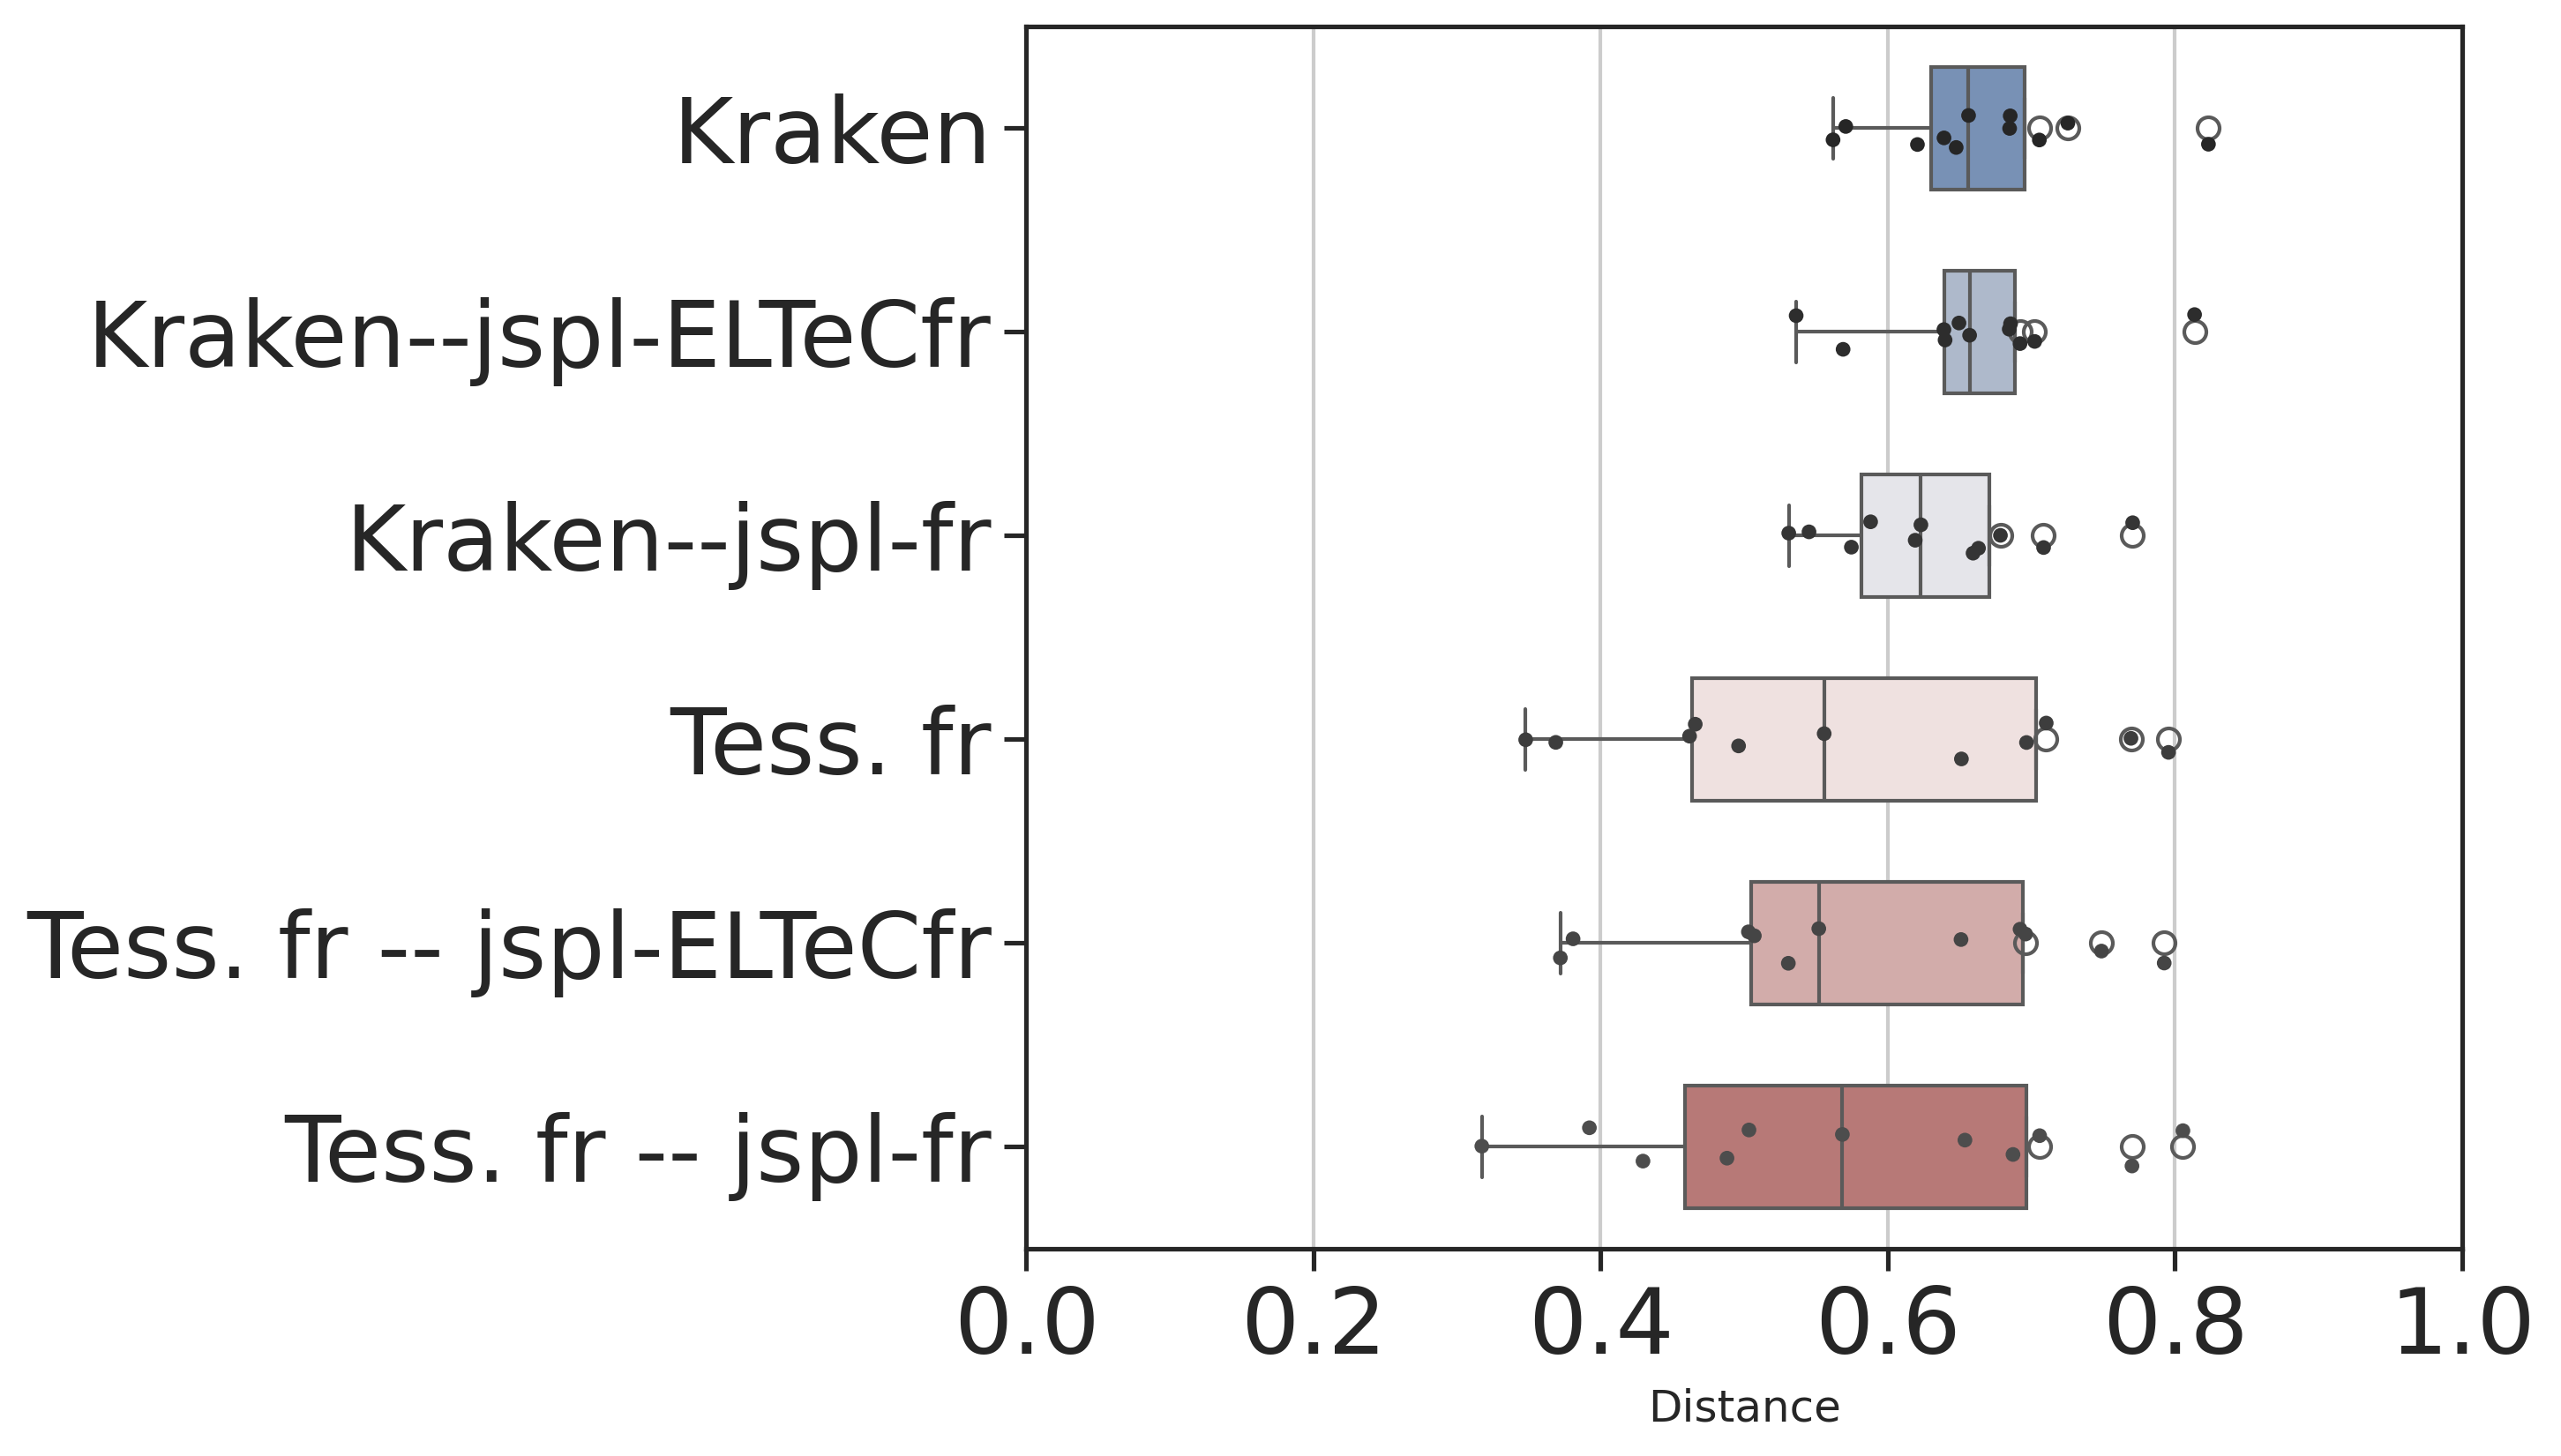 Kraken
Kraken--jspl-ELTeCfr
Kraken--jspl-fr
Tess. fr
Tess. fr -- jspl-ELTeCfr
Tess. fr -- jspl-fr
0.0 0.2 0.4 0.6 0.8 1.0
Distance